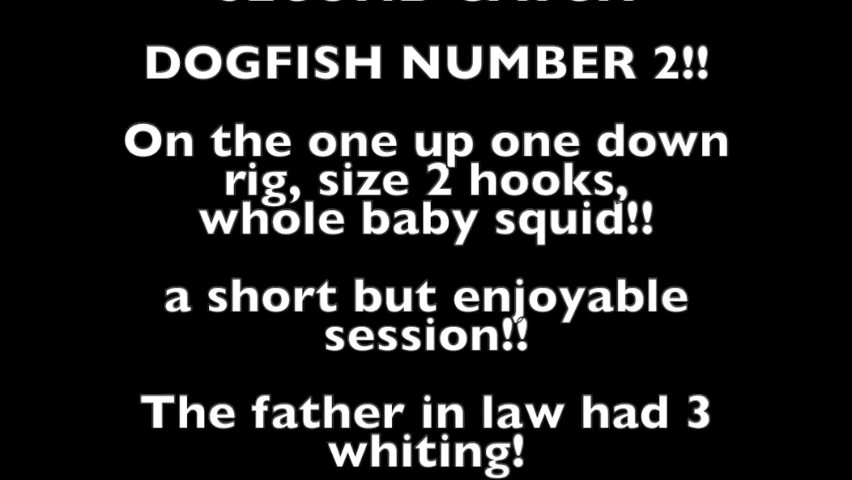 DOGFISH NUMBER 2!!
On the one up one down
rig, size 2 hooks,
whole baby squid!!
a short but enjoyable
session!!
The father in law had 3
whiting!